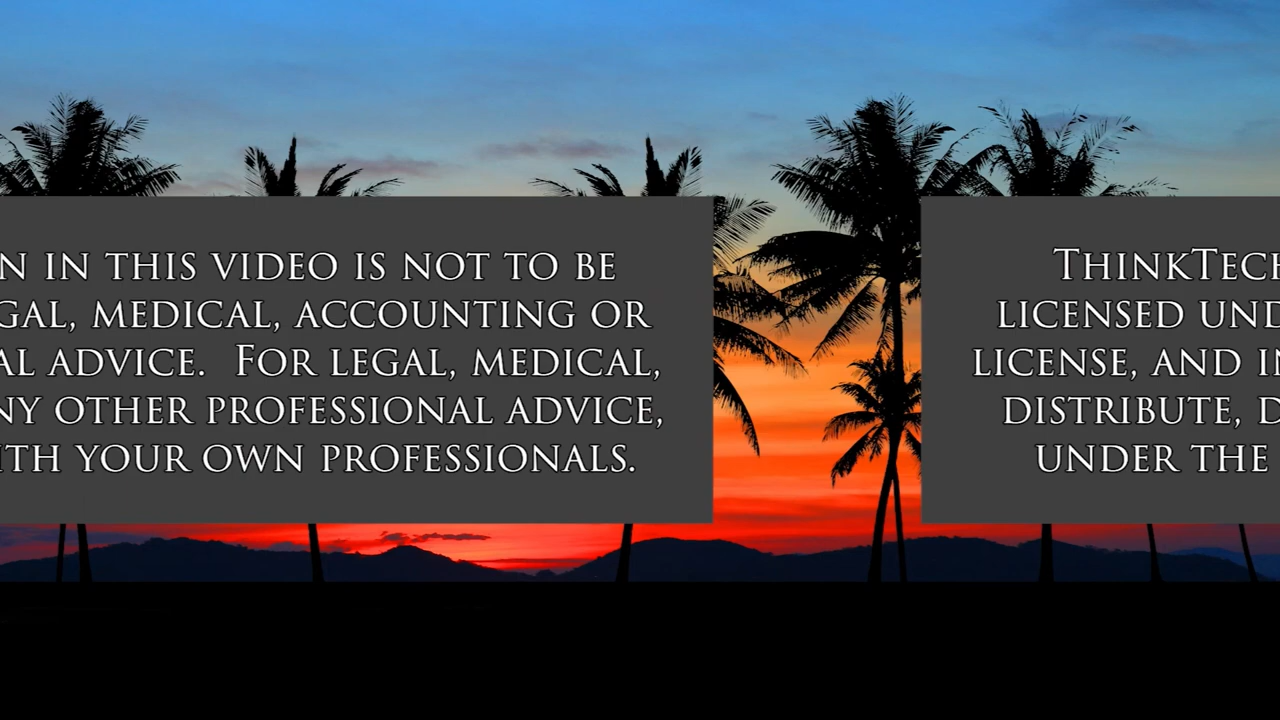 N IN THIS VIDEO IS NOT TO BE
GAL, MEDICAL, ACCOUNTING OR
AL ADVICE. FOR LEGAL, MEDICAL,
NY OTHER PROFESSIONAL ADVICE,
ITH YOUR OWN PROFESSIONALS.
THINKTECH
LICENSED UND
LICENSE, AND IN
DISTRIBUTE, D
UNDER THE